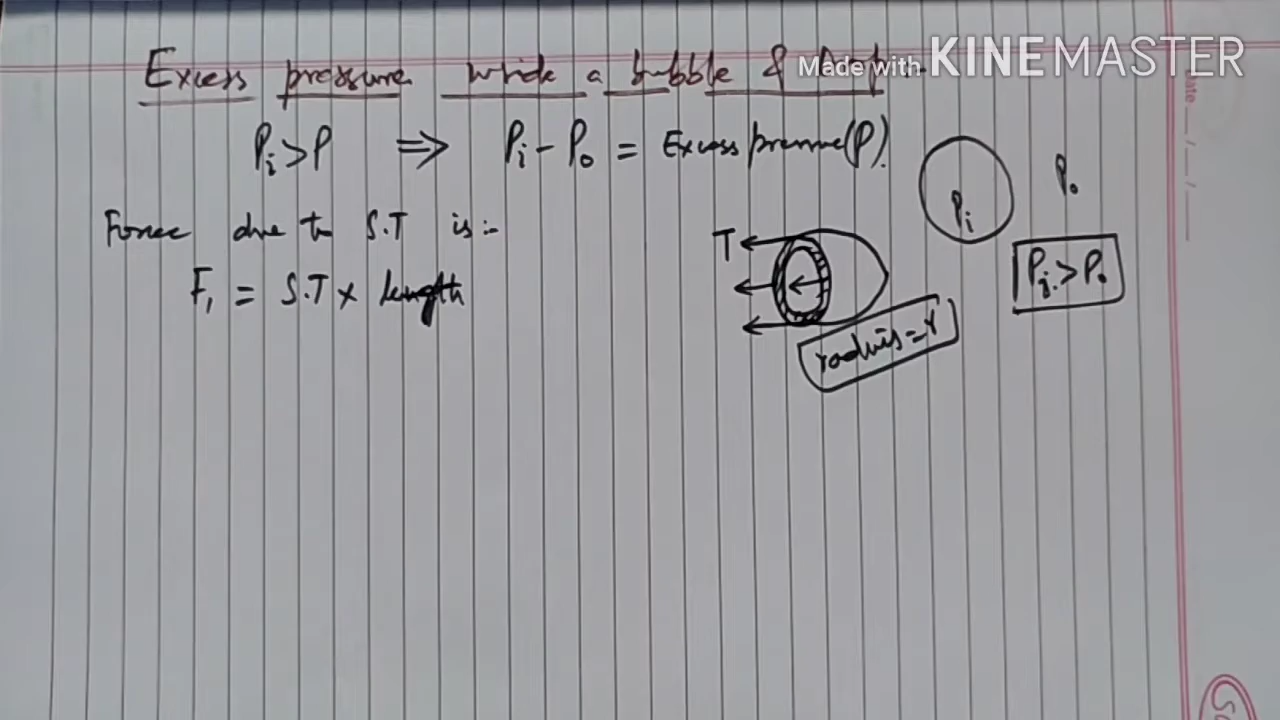 Excess pressure inside a bubble &
Made with KINEMASTER
Pi > P ⇒ Pi - Po = Excess pressure (P).
Force due to S.T is :-
F1 = S.T × length
T
radius = r
Pi
Po
Pi > Po
Date